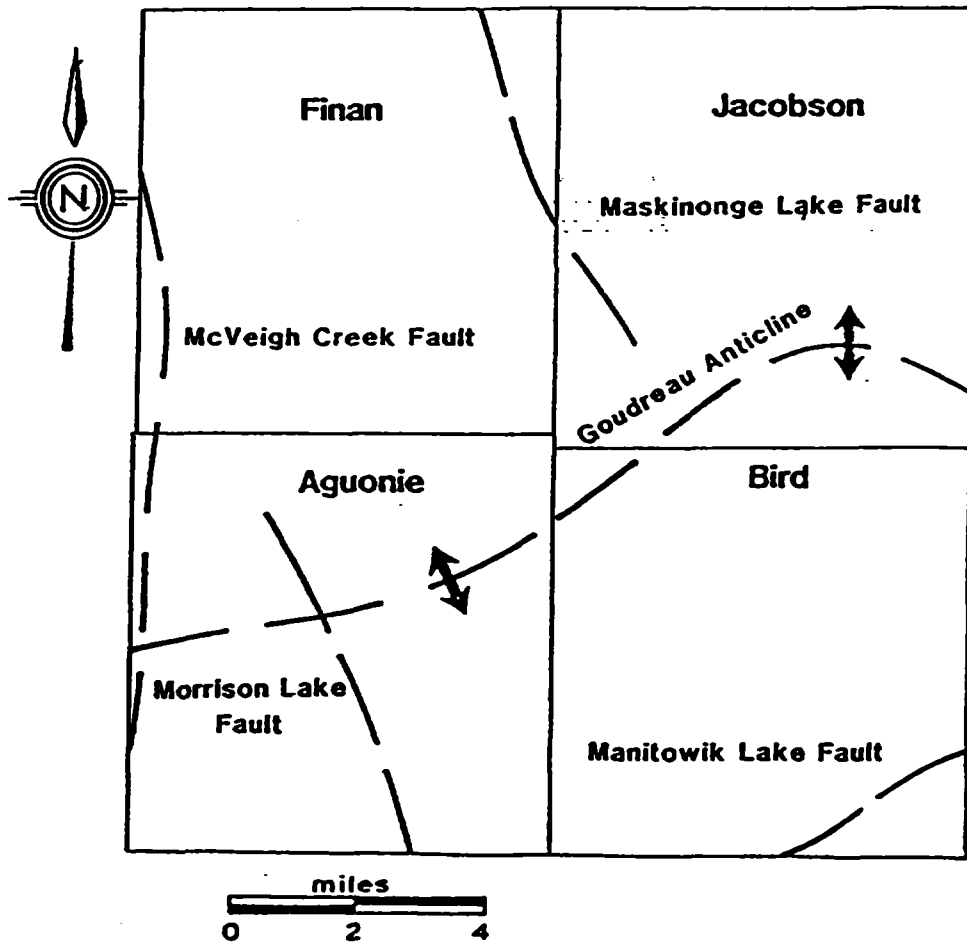 Finan
Jacobson
N
Maskinonge Lake Fault
McVeigh Creek Fault
Goudreau Anticline
Aguonie
Bird
Morrison Lake
Fault
Manitowik Lake Fault
miles
0 2 4